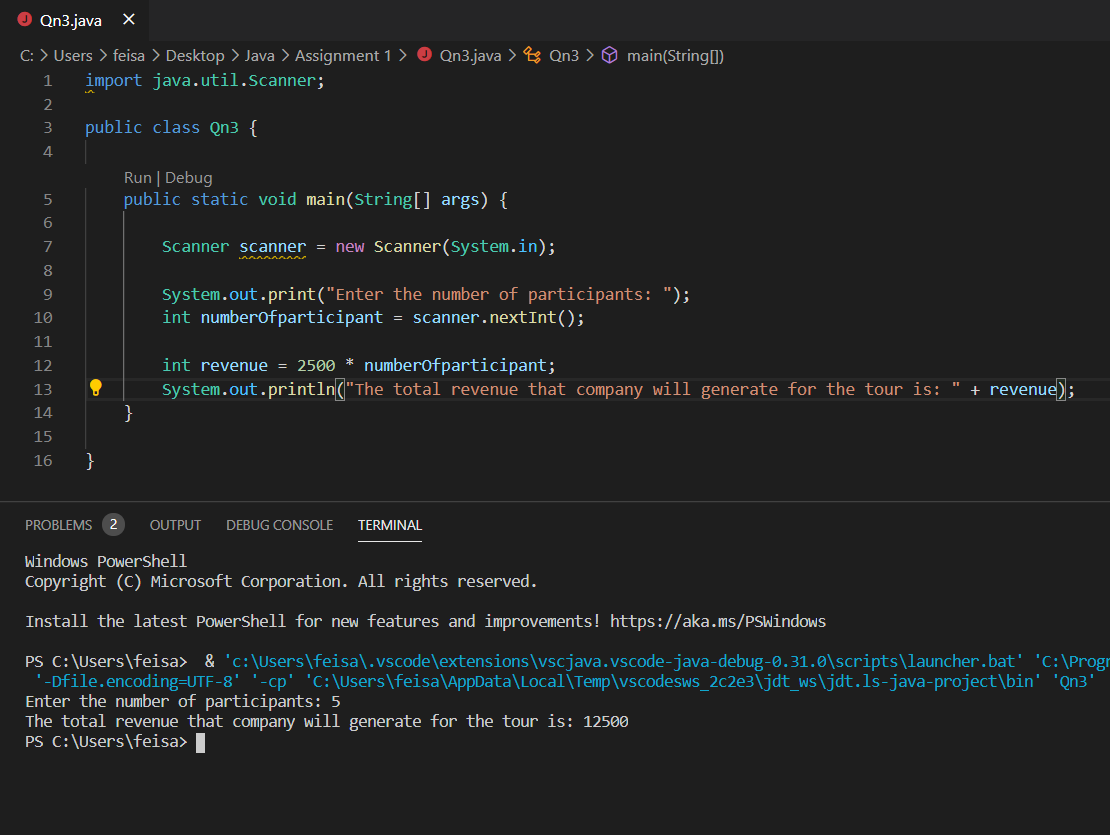 Qn3.java
C: > Users > feisa > Desktop > Java > Assignment 1 > Qn3.java > Qn3 > main(String[])
1 import java.util.Scanner;
2
3 public class Qn3 {
4
Run | Debug
5 public static void main(String[] args) {
6
7 Scanner scanner = new Scanner(System.in);
8
9 System.out.print("Enter the number of participants: ");
10 int numberOfparticipant = scanner.nextInt();
11
12 int revenue = 2500 * numberOfparticipant;
13 System.out.println("The total revenue that company will generate for the tour is: " + revenue);
14 }
15
16 }
PROBLEMS 2 OUTPUT DEBUG CONSOLE TERMINAL
Windows PowerShell
Copyright (C) Microsoft Corporation. All rights reserved.
Install the latest PowerShell for new features and improvements! https://aka.ms/PSWindows
PS C:\Users\feisa> & 'c:\Users\feisa\.vscode\extensions\vscjava.vscode-java-debug-0.31.0\scripts\launcher.bat' 'C:\Progr
'-Dfile.encoding=UTF-8' '-cp' 'C:\Users\feisa\AppData\Local\Temp\vscodesws_2c2e3\jdt_ws\jdt.ls-java-project\bin' 'Qn3'
Enter the number of participants: 5
The total revenue that company will generate for the tour is: 12500
PS C:\Users\feisa>